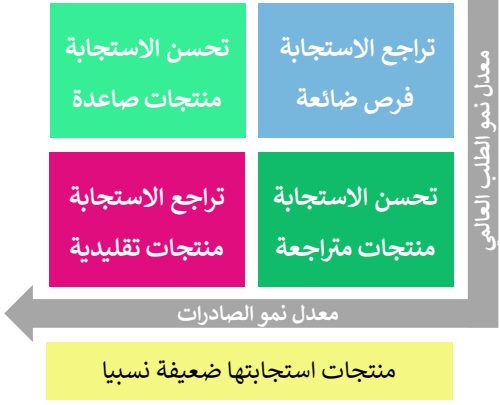 تراجع الاستجابة
فرص ضائعة
تحسن الاستجابة
منتجات صاعدة
معدل نمو الطلب العالمي
تحسن الاستجابة
منتجات متراجعة
تراجع الاستجابة
منتجات تقليدية
معدل نمو الصادرات
منتجات استجابتها ضعيفة نسبيا